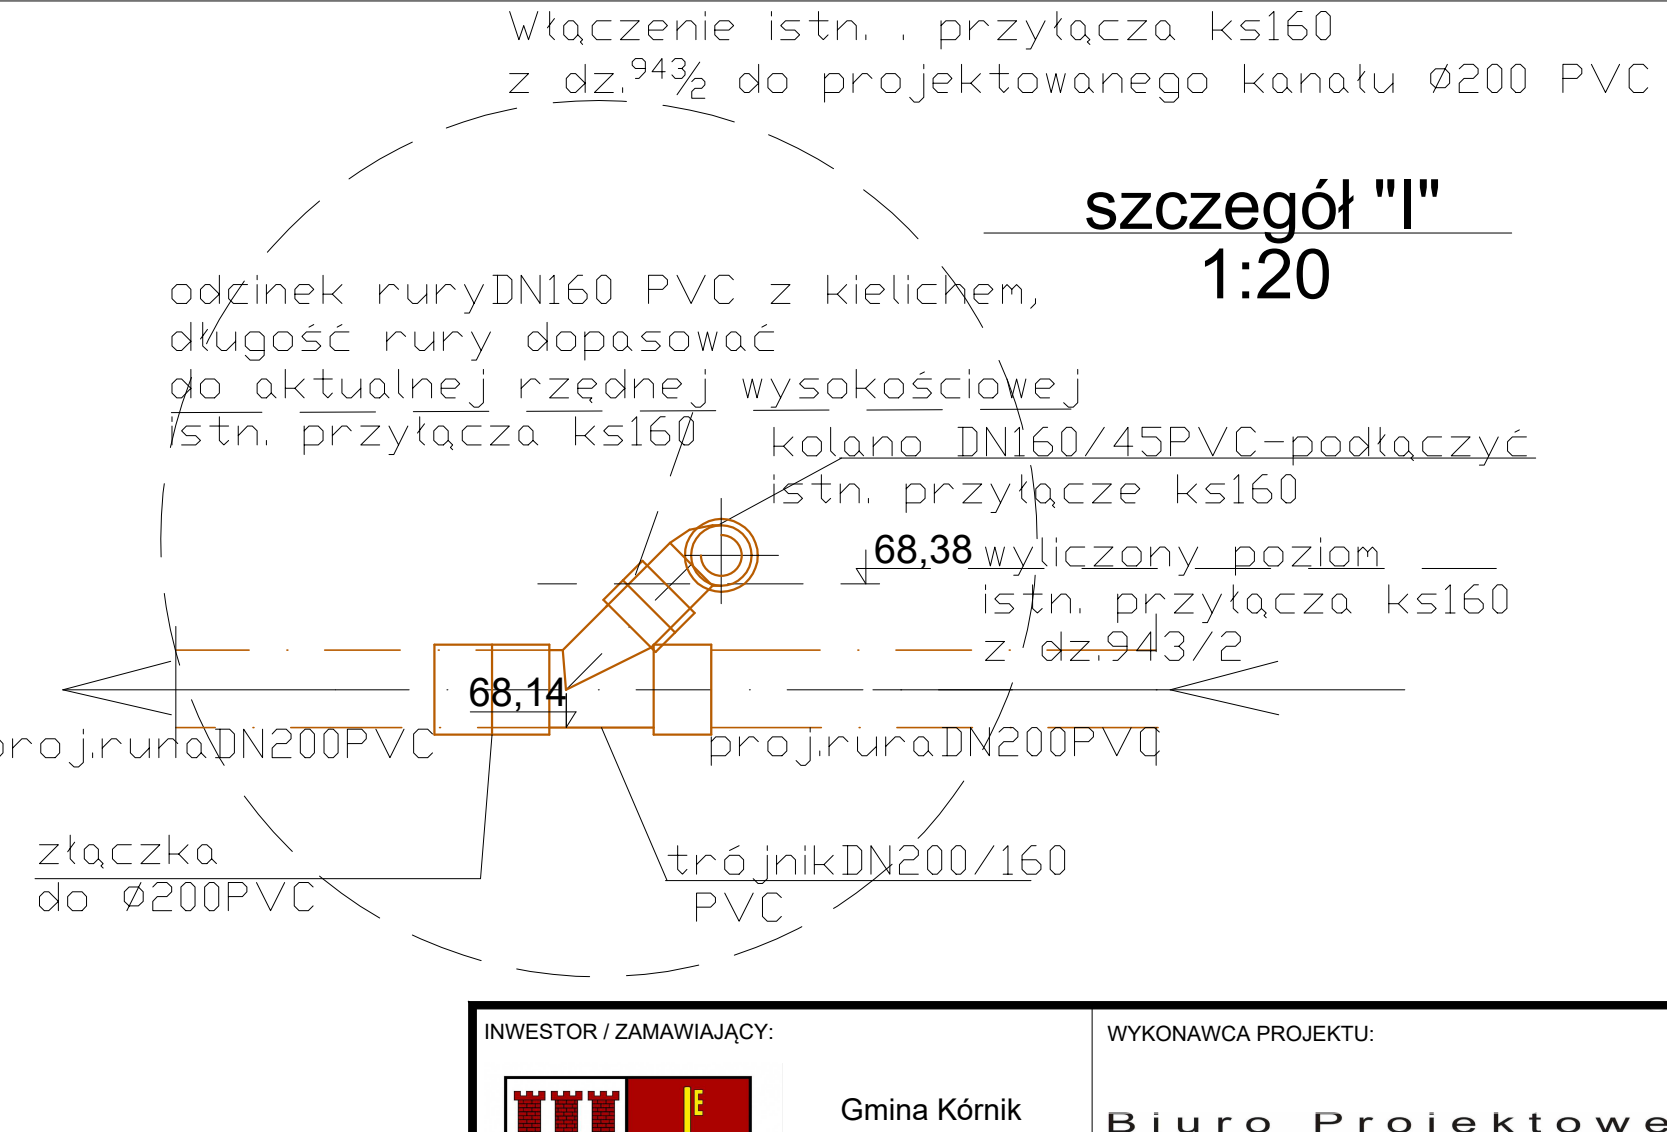 Włączenie istn. . przyłącza ks160
z dz.943/2 do projektowanego kanału Ø200 PVC
szczegół "I"
1:20
odcinek ruryDN160 PVC z kielichem,
długość rury dopasować
do aktualnej rzędnej wysokościowej
istn. przyłącza ks160
kolano DN160/45PVC-podłączyć
istn. przyłącze ks160
68,38 wyliczony poziom
istn. przyłącza ks160
z dz.943/2
68,14
proj.ruraDN200PVC
proj.ruraDN200PVC
złączka
do Ø200PVC
trójnikDN200/160
PVC
INWESTOR / ZAMAWIAJĄCY:
WYKONAWCA PROJEKTU:
Gmina Kórnik
Biuro Projektowe